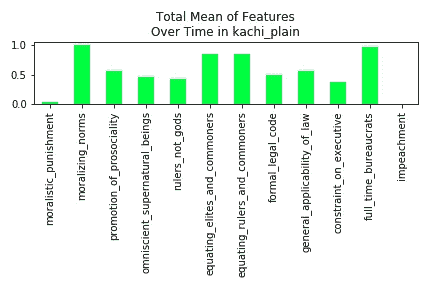 Total Mean of Features
Over Time in kachi_plain
1.0
0.5
0.0
moralistic_punishment
moralizing_norms
promotion_of_prosociality
omniscient_supernatural_beings
rulers_not_gods
equating_elites_and_commoners
equating_rulers_and_commoners
formal_legal_code
general_applicability_of_law
constraint_on_executive
full_time_bureaucrats
impeachment